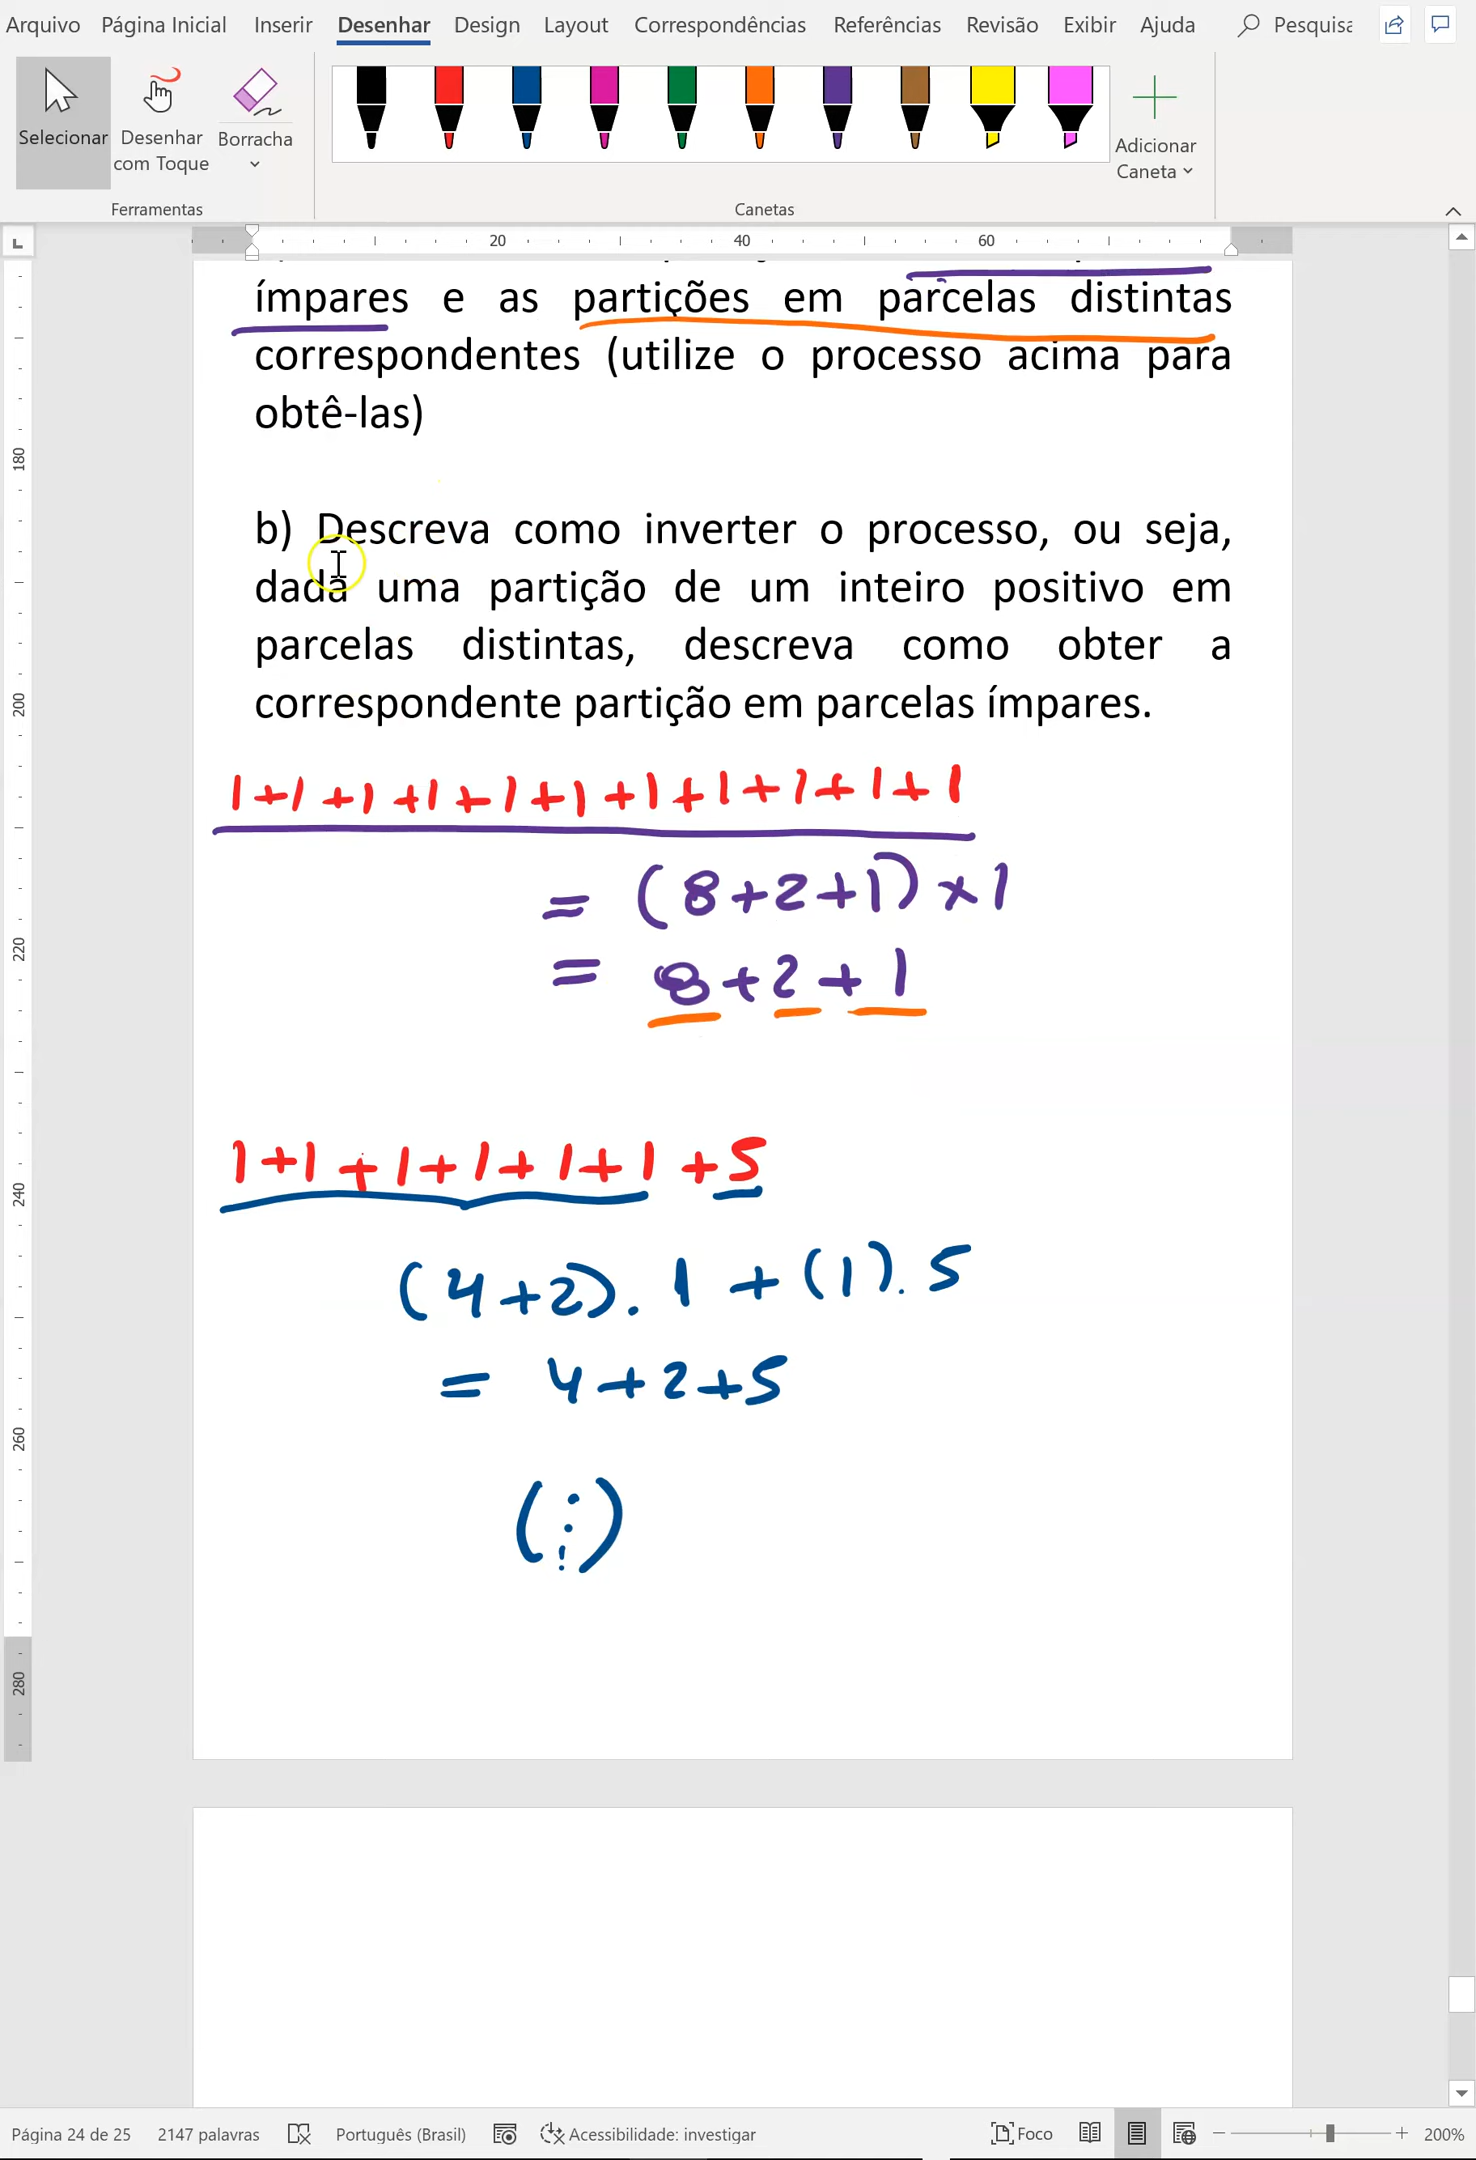 Arquivo Página Inicial Inserir Desenhar Design Layout Correspondências Referências Revisão Exibir Ajuda Pesquisa
Selecionar Desenhar com Toque Borracha Adicionar Caneta
Ferramentas Canetas
20 40 60
ímpares e as partições em parcelas distintas
correspondentes (utilize o processo acima para
obtê-las)
180
b) Descreva como inverter o processo, ou seja,
dada uma partição de um inteiro positivo em
parcelas distintas, descreva como obter a
correspondente partição em parcelas ímpares.
200
1+1+1+1+1+1+1+1+1+1+1
220
= (8+2+1)×1
= 8+2+1
240
1+1+1+1+1+1+5
(4+2).1+(1).5
= 4+2+5
260
(⋮)
280
Página 24 de 25 2147 palavras Português (Brasil) Acessibilidade: investigar Foco 200%